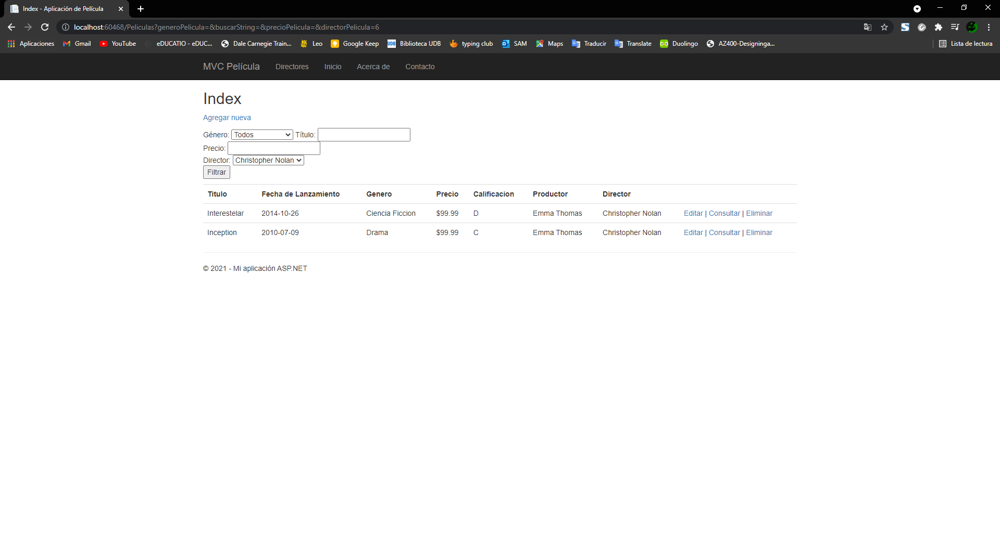 Index - Aplicación de Película
localhost:60468/Peliculas?generoPelicula=&buscarString=&precioPelicula=&directorPelicula=6
Aplicaciones Gmail YouTube eDUCATIO - eDUC... Dale Carnegie Train... Leo Google Keep UDB Biblioteca UDB typing club SAM Maps Traducir Translate Duolingo AZ400-Designinga... Lista de lectura
MVC Película Directores Inicio Acerca de Contacto
Index
Agregar nueva
Género: Todos Título:
Precio:
Director: Christopher Nolan
Filtrar
Titulo Fecha de Lanzamiento Genero Precio Calificacion Productor Director
Interestelar 2014-10-26 Ciencia Ficcion $99.99 D Emma Thomas Christopher Nolan Editar | Consultar | Eliminar
Inception 2010-07-09 Drama $99.99 C Emma Thomas Christopher Nolan Editar | Consultar | Eliminar
© 2021 - Mi aplicación ASP.NET